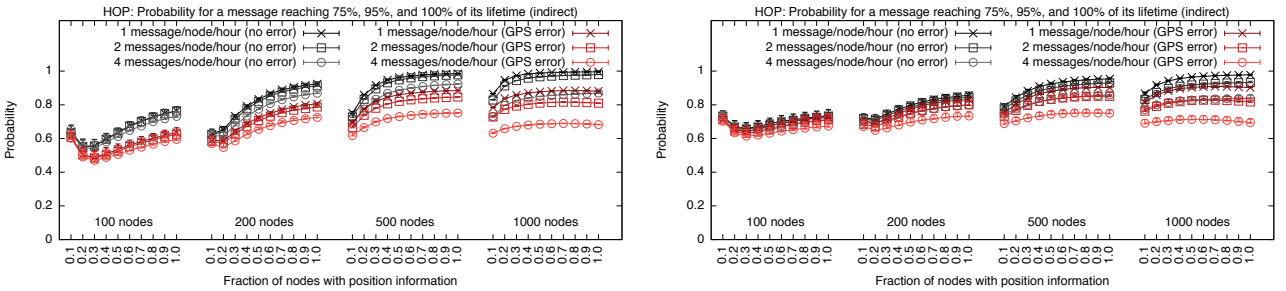 HOP: Probability for a message reaching 75%, 95%, and 100% of its lifetime (indirect)
1 message/node/hour (no error)
2 messages/node/hour (no error)
4 messages/node/hour (no error)
1 message/node/hour (GPS error)
2 messages/node/hour (GPS error)
4 messages/node/hour (GPS error)
Probability
1
0.8
0.6
0.4
0.2
0
100 nodes
200 nodes
500 nodes
1000 nodes
0.1 0.2 0.3 0.4 0.5 0.6 0.7 0.8 0.9 1.0
0.1 0.2 0.3 0.4 0.5 0.6 0.7 0.8 0.9 1.0
0.1 0.2 0.3 0.4 0.5 0.6 0.7 0.8 0.9 1.0
0.1 0.2 0.3 0.4 0.5 0.6 0.7 0.8 0.9 1.0
Fraction of nodes with position information
HOP: Probability for a message reaching 75%, 95%, and 100% of its lifetime (indirect)
1 message/node/hour (no error)
2 messages/node/hour (no error)
4 messages/node/hour (no error)
1 message/node/hour (GPS error)
2 messages/node/hour (GPS error)
4 messages/node/hour (GPS error)
Probability
1
0.8
0.6
0.4
0.2
0
100 nodes
200 nodes
500 nodes
1000 nodes
0.1 0.2 0.3 0.4 0.5 0.6 0.7 0.8 0.9 1.0
0.1 0.2 0.3 0.4 0.5 0.6 0.7 0.8 0.9 1.0
0.1 0.2 0.3 0.4 0.5 0.6 0.7 0.8 0.9 1.0
0.1 0.2 0.3 0.4 0.5 0.6 0.7 0.8 0.9 1.0
Fraction of nodes with position information